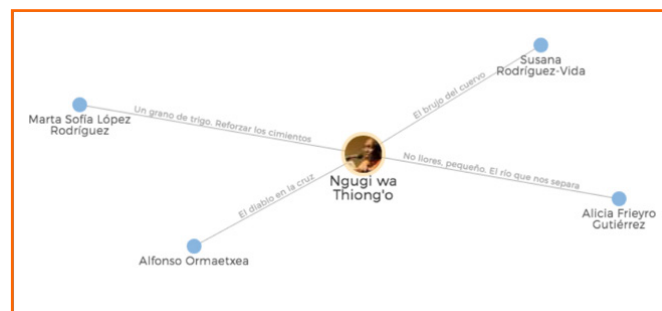 Susana
Rodríguez-Vida
El brujo del cuervo
Marta Sofía López
Rodríguez
Un grano de trigo. Reforzar los cimientos
No llores, pequeño. El río que nos separa
Ngugi wa
Thiong'o
Alicia Frieyro
Gutiérrez
El diablo en la cruz
Alfonso Ormaetxea